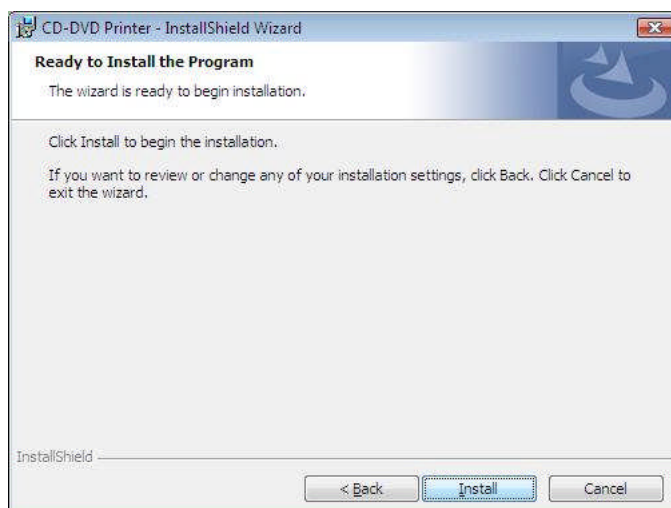 CD-DVD Printer - InstallShield Wizard
Ready to Install the Program
The wizard is ready to begin installation.
Click Install to begin the installation.
If you want to review or change any of your installation settings, click Back. Click Cancel to
exit the wizard.
InstallShield
< Back
Install
Cancel